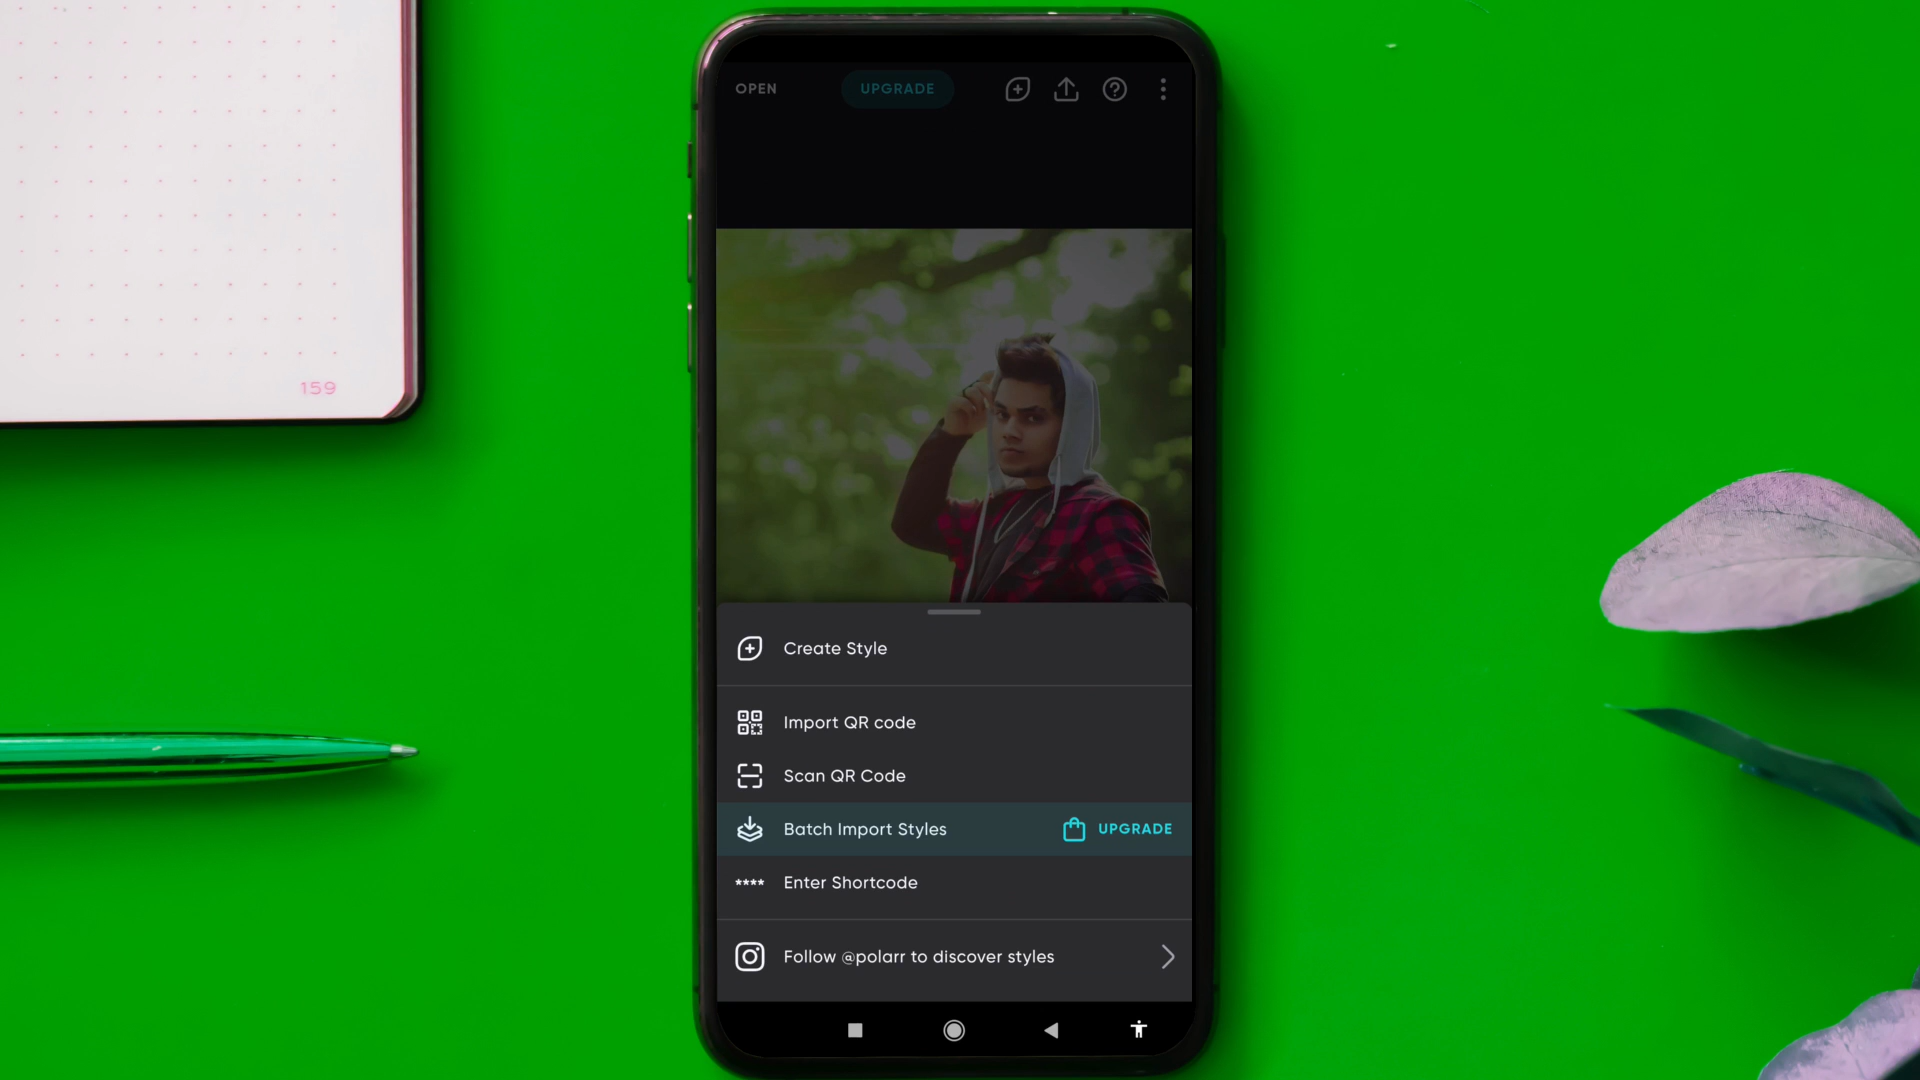 159
OPEN
UPGRADE
Create Style
Import QR code
Scan QR Code
Batch Import Styles UPGRADE
**** Enter Shortcode
Follow @polarr to discover styles